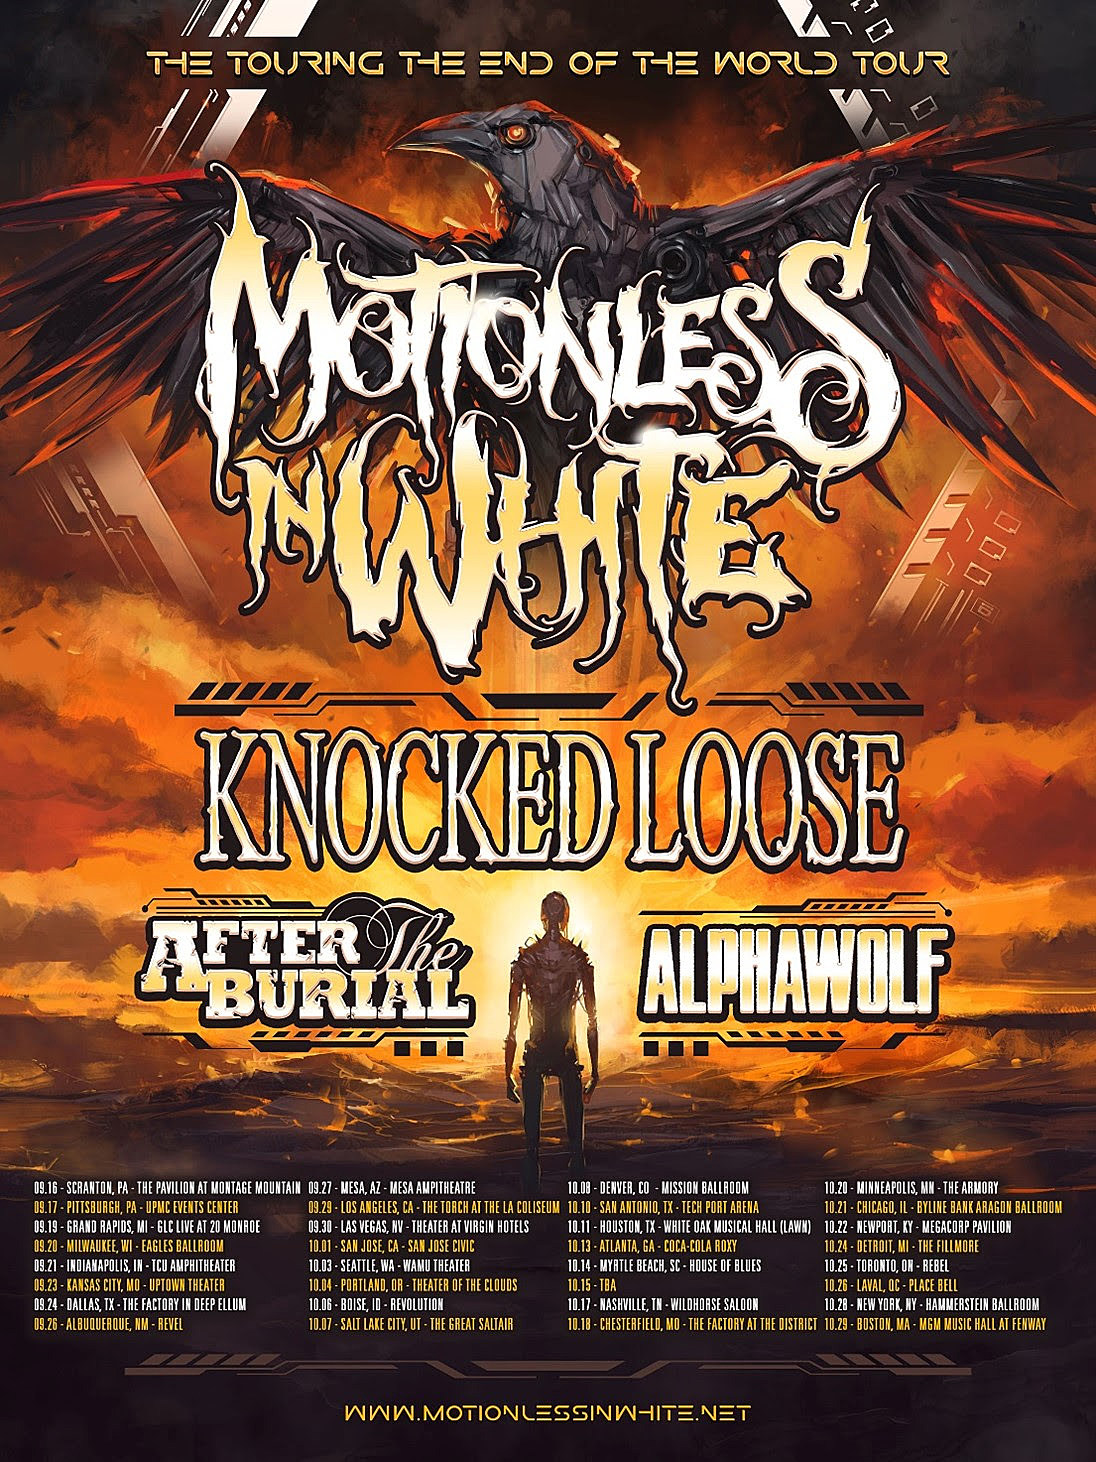 THE TOURING THE END OF THE WORLD TOUR
MOTIONLESS
IN WHITE
KNOCKED LOOSE
AFTER The
BURIAL
ALPHAWOLF
09.16 - SCRANTON, PA - THE PAVILION AT MONTAGE MOUNTAIN
09.17 - PITTSBURGH, PA - UPMC EVENTS CENTER
09.19 - GRAND RAPIDS, MI - GLC LIVE AT 20 MONROE
09.20 - MILWAUKEE, WI - EAGLES BALLROOM
09.21 - INDIANAPOLIS, IN - TCU AMPHITHEATER
09.23 - KANSAS CITY, MO - UPTOWN THEATER
09.24 - DALLAS, TX - THE FACTORY IN DEEP ELLUM
09.26 - ALBUQUERQUE, NM - REVEL
09.27 - MESA, AZ - MESA AMPITHEATRE
09.29 - LOS ANGELES, CA - THE TORCH AT THE LA COLISEUM
09.30 - LAS VEGAS, NV - THEATER AT VIRGIN HOTELS
10.01 - SAN JOSE, CA - SAN JOSE CIVIC
10.03 - SEATTLE, WA - WAMU THEATER
10.04 - PORTLAND, OR - THEATER OF THE CLOUDS
10.06 - BOISE, ID - REVOLUTION
10.07 - SALT LAKE CITY, UT - THE GREAT SALTAIR
10.08 - DENVER, CO - MISSION BALLROOM
10.10 - SAN ANTONIO, TX - TECH PORT ARENA
10.11 - HOUSTON, TX - WHITE OAK MUSICAL HALL (LAWN)
10.13 - ATLANTA, GA - COCA-COLA ROXY
10.14 - MYRTLE BEACH, SC - HOUSE OF BLUES
10.15 - TBA
10.17 - NASHVILLE, TN - WILDHORSE SALOON
10.18 - CHESTERFIELD, MO - THE FACTORY AT THE DISTRICT
10.20 - MINNEAPOLIS, MN - THE ARMORY
10.21 - CHICAGO, IL - BYLINE BANK ARAGON BALLROOM
10.22 - NEWPORT, KY - MEGACORP PAVILION
10.24 - DETROIT, MI - THE FILLMORE
10.25 - TORONTO, ON - REBEL
10.26 - LAVAL, QC - PLACE BELL
10.28 - NEW YORK, NY - HAMMERSTEIN BALLROOM
10.29 - BOSTON, MA - MGM MUSIC HALL AT FENWAY
WWW.MOTIONLESSINWHITE.NET